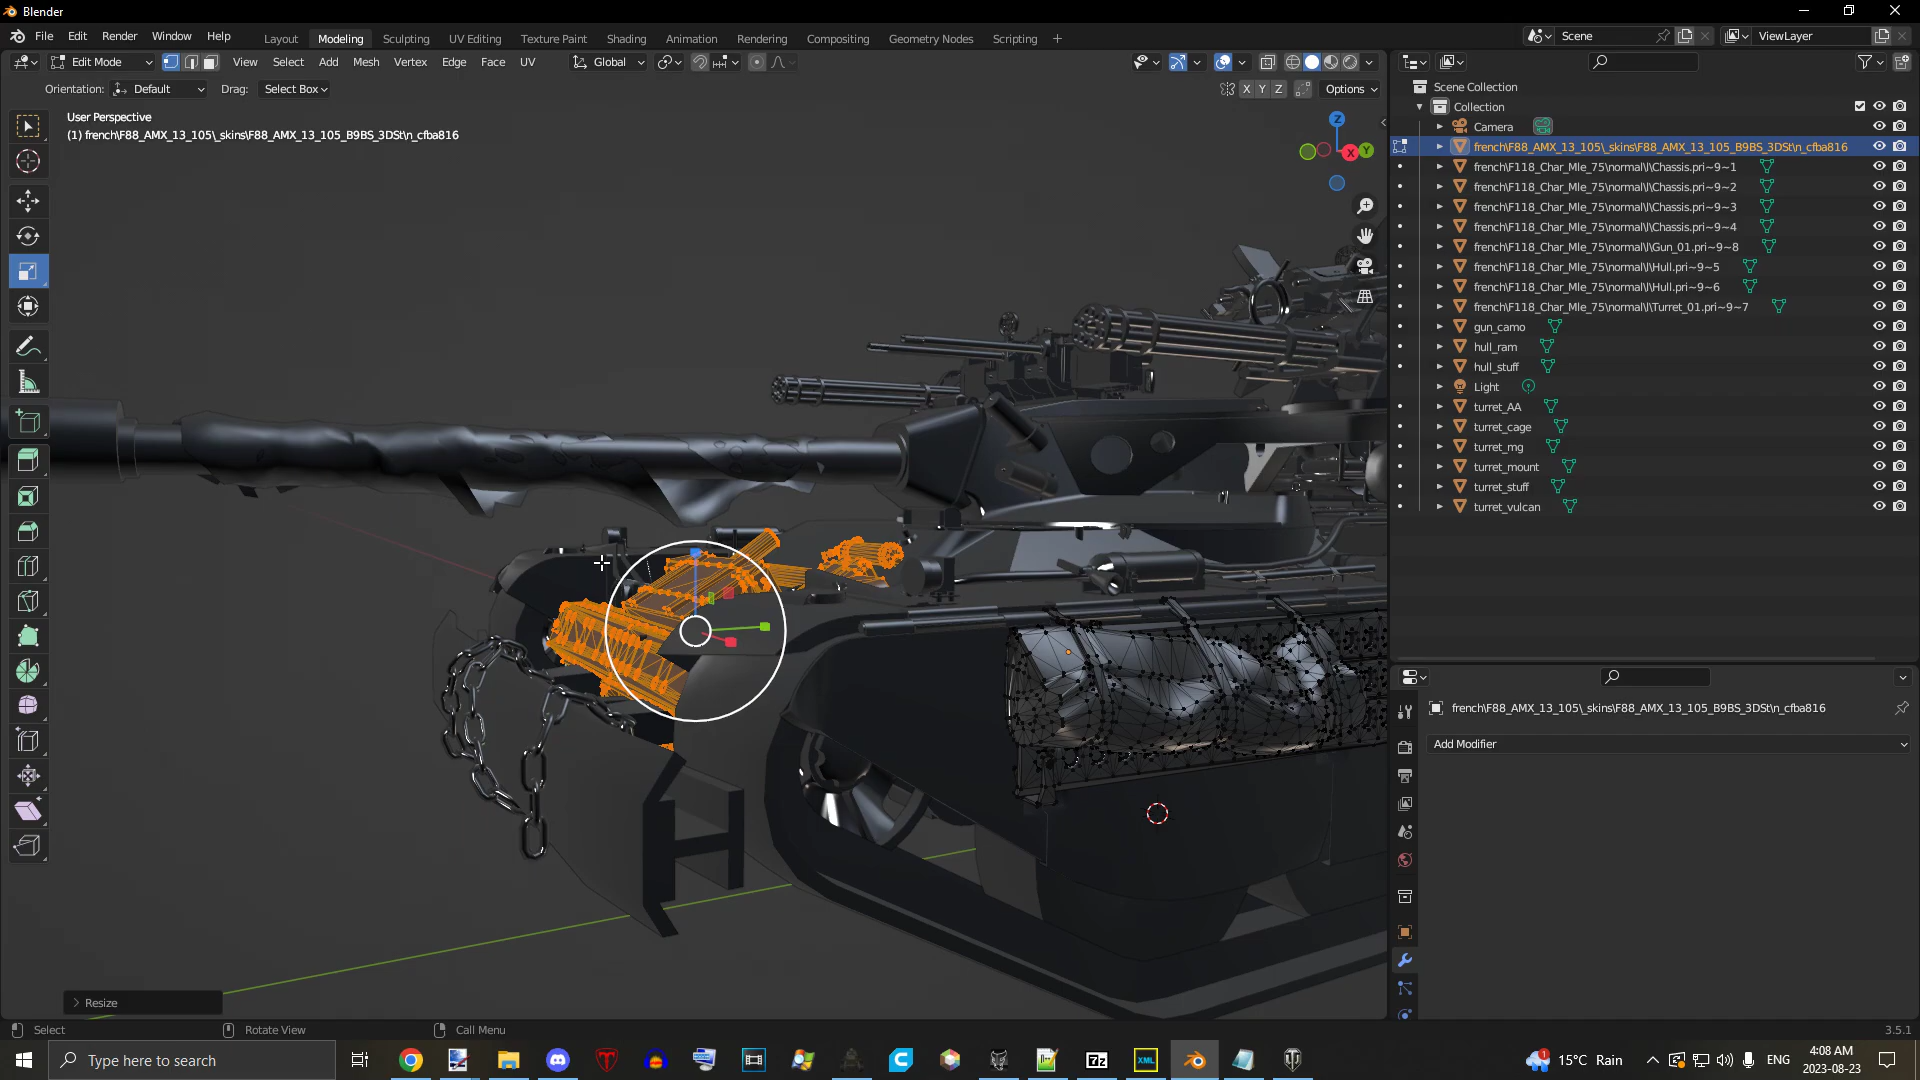 Blender
File Edit Render Window Help
Layout Modeling Sculpting UV Editing Texture Paint Shading Animation Rendering Compositing Geometry Nodes Scripting +
Scene
ViewLayer
Edit Mode View Select Add Mesh Vertex Edge Face UV Global
Orientation: Default Drag: Select Box X Y Z Options
User Perspective
(1) french\F88_AMX_13_105\_skins\F88_AMX_13_105_B9BS_3DSt\n_cfba816
Z X Y
Scene Collection
Collection
Camera
french\F88_AMX_13_105\_skins\F88_AMX_13_105_B9BS_3DSt\n_cfba816
french\F118_Char_Mle_75\normal\l\Chassis.pri~9~1
french\F118_Char_Mle_75\normal\l\Chassis.pri~9~2
french\F118_Char_Mle_75\normal\l\Chassis.pri~9~3
french\F118_Char_Mle_75\normal\l\Chassis.pri~9~4
french\F118_Char_Mle_75\normal\l\Gun_01.pri~9~8
french\F118_Char_Mle_75\normal\l\Hull.pri~9~5
french\F118_Char_Mle_75\normal\l\Hull.pri~9~6
french\F118_Char_Mle_75\normal\l\Turret_01.pri~9~7
gun_camo
hull_ram
hull_stuff
Light
turret_AA
turret_cage
turret_mg
turret_mount
turret_stuff
turret_vulcan
french\F88_AMX_13_105\_skins\F88_AMX_13_105_B9BS_3DSt\n_cfba816
Add Modifier
Resize
Select Rotate View Call Menu 3.5.1
Type here to search
7z
XML
1
15°C Rain
ENG
4:08 AM
2023-08-23